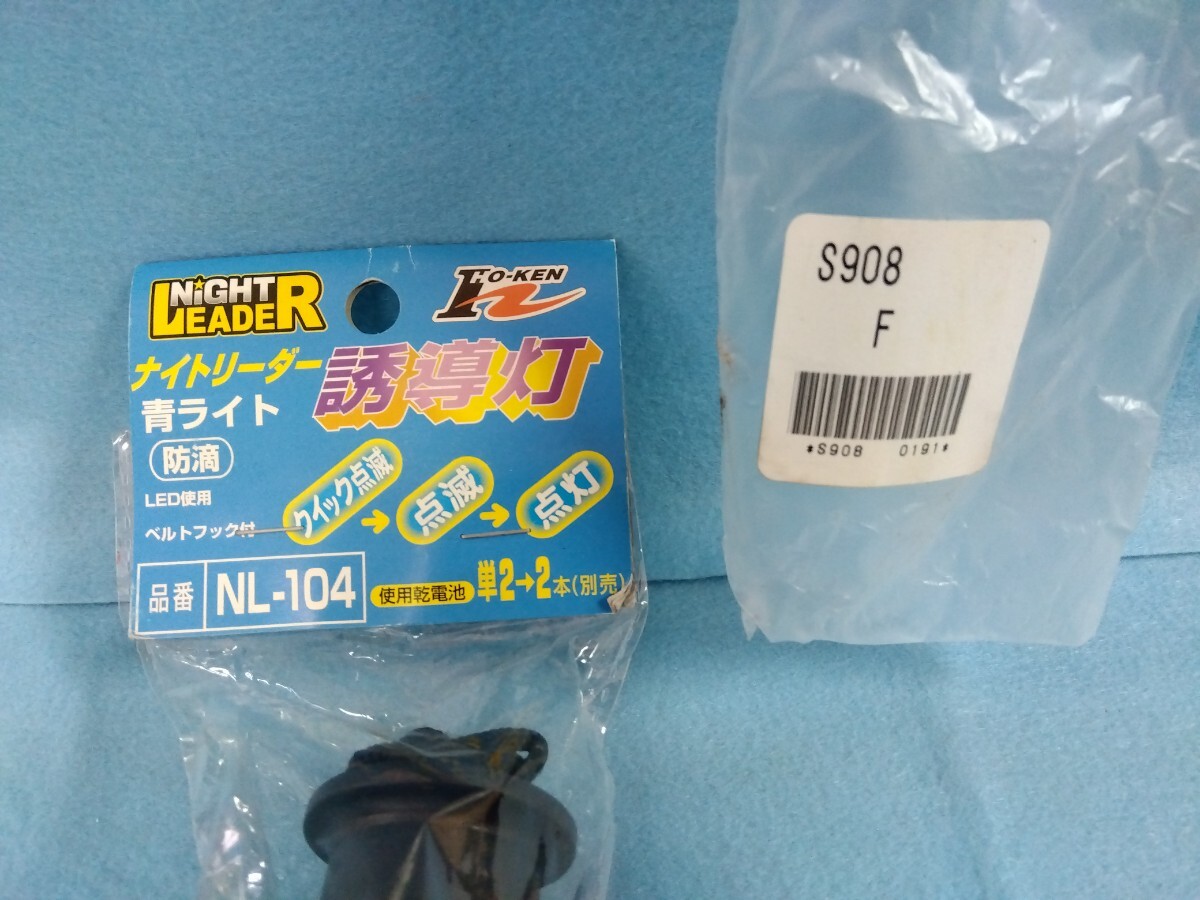 NiGHT
LEADER
HO-KEN
ナイトリーダー
誘導灯
青ライト
防滴
LED使用
ベルトフック付
クイック点滅→点滅→点灯
品番 NL-104
使用乾電池 単2→2本(別売)
S908
F
*S908 0191*